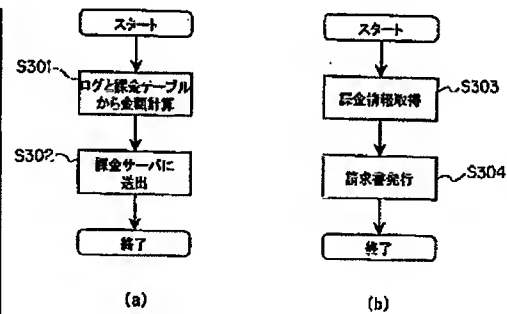 スタート
S301
ログと課金テーブル
から金額計算
S302
課金サーバに
送出
終了
(a)
スタート
課金情報取得
S303
請求書発行
S304
終了
(b)